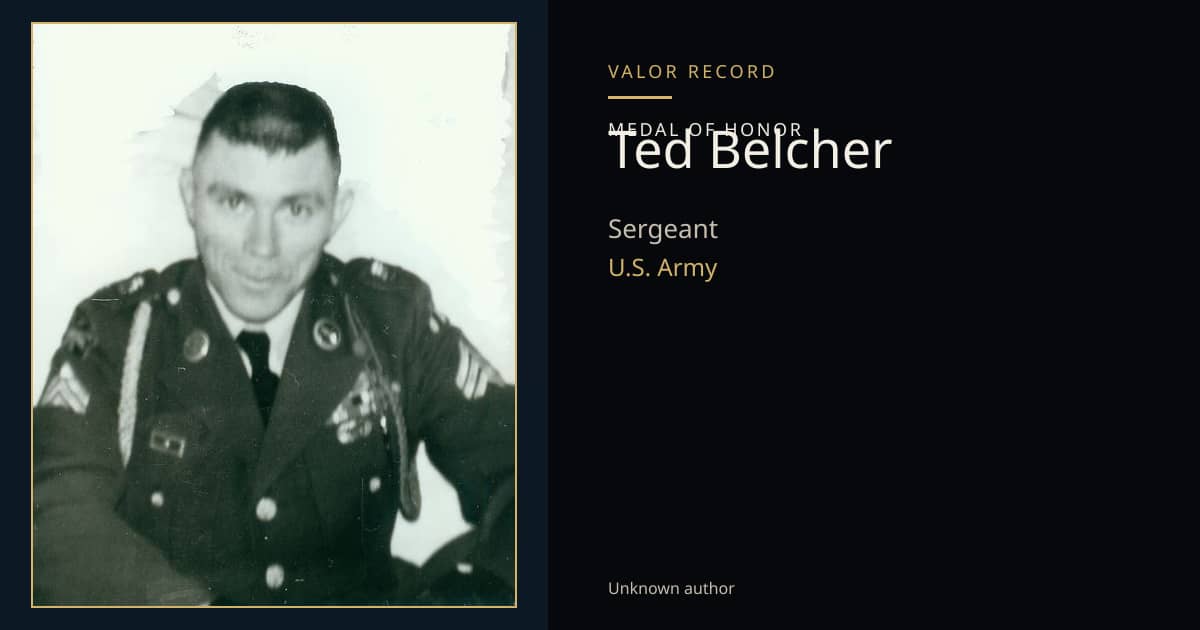 VALOR RECORD
MEDAL OF HONOR
Ted Belcher
Sergeant
U.S. Army
Unknown author